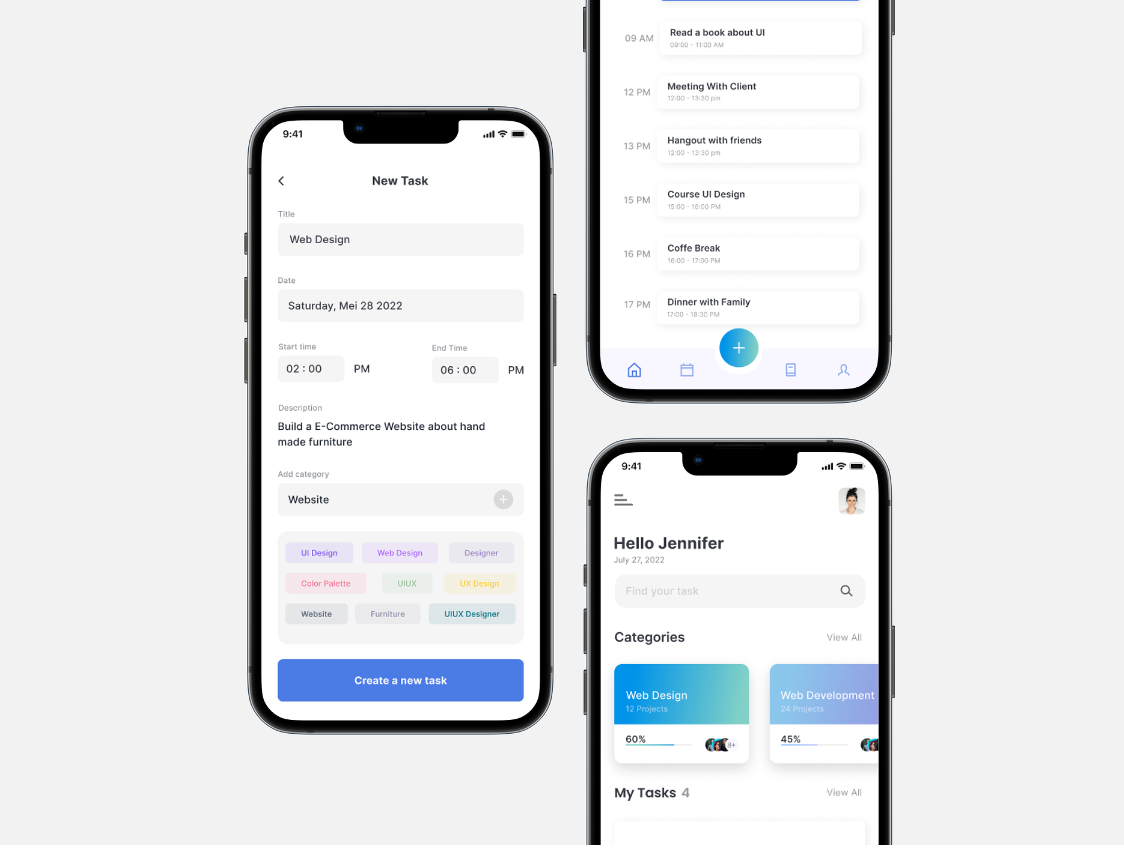 9:41
New Task
Title
Web Design
Date
Saturday, Mei 28 2022
Start time
End Time
02 : 00 PM
06 : 00 PM
Description
Build a E-Commerce Website about hand
made furniture
Add category
Website
UI Design
Web Design
Designer
Color Palette
UIUX
UX Design
Website
Furniture
UIUX Designer
Create a new task
09 AM
Read a book about UI
09:00 - 11:00 AM
12 PM
Meeting With Client
12:00 - 13:30 pm
13 PM
Hangout with friends
12:00 - 13:30 pm
15 PM
Course UI Design
15:00 - 16:00 PM
16 PM
Coffe Break
16:00 - 17:00 PM
17 PM
Dinner with Family
17:00 - 18:30 PM
9:41
Hello Jennifer
July 27, 2022
Find your task
Categories
View All
Web Design
12 Projects
60%
8+
Web Development
24 Projects
45%
My Tasks 4
View All